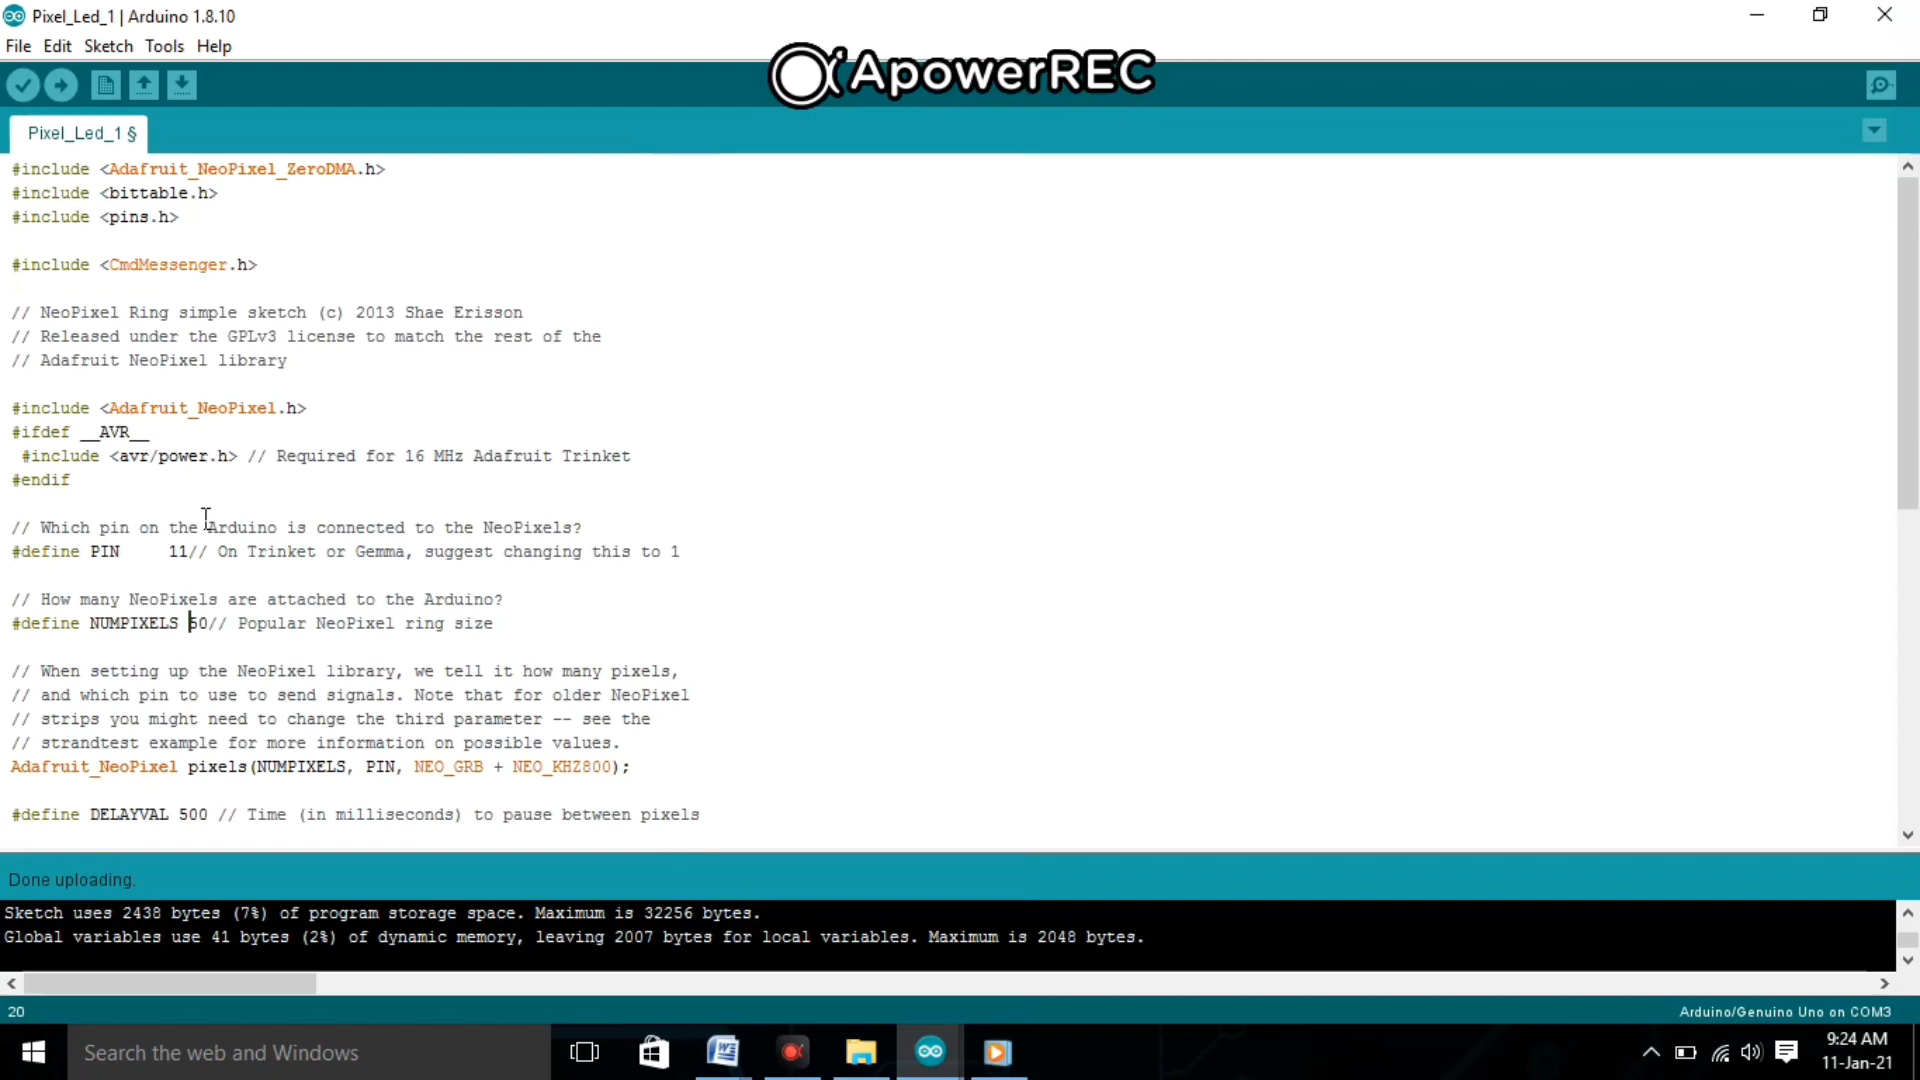 Pixel_Led_1 | Arduino 1.8.10
File Edit Sketch Tools Help
ApowerREC
Pixel_Led_1 §
#include <Adafruit_NeoPixel_ZeroDMA.h>
#include <bittable.h>
#include <pins.h>
#include <CmdMessenger.h>
// NeoPixel Ring simple sketch (c) 2013 Shae Erisson
// Released under the GPLv3 license to match the rest of the
// Adafruit NeoPixel library
#include <Adafruit_NeoPixel.h>
#ifdef __AVR__
#include <avr/power.h> // Required for 16 MHz Adafruit Trinket
#endif
// Which pin on the Arduino is connected to the NeoPixels?
#define PIN     11// On Trinket or Gemma, suggest changing this to 1
// How many NeoPixels are attached to the Arduino?
#define NUMPIXELS 50// Popular NeoPixel ring size
// When setting up the NeoPixel library, we tell it how many pixels,
// and which pin to use to send signals. Note that for older NeoPixel
// strips you might need to change the third parameter -- see the
// strandtest example for more information on possible values.
Adafruit_NeoPixel pixels(NUMPIXELS, PIN, NEO_GRB + NEO_KHZ800);
#define DELAYVAL 500 // Time (in milliseconds) to pause between pixels
Done uploading.
Sketch uses 2438 bytes (7%) of program storage space. Maximum is 32256 bytes.
Global variables use 41 bytes (2%) of dynamic memory, leaving 2007 bytes for local variables. Maximum is 2048 bytes.
20
Arduino/Genuino Uno on COM3
Search the web and Windows
9:24 AM
11-Jan-21